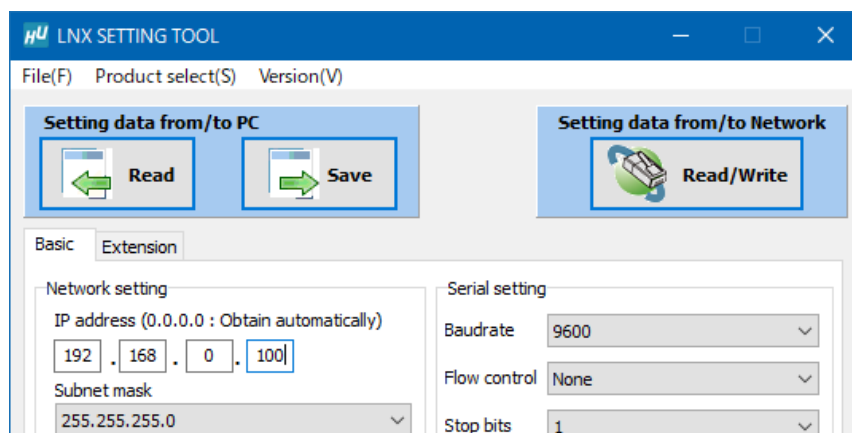 HU LNX SETTING TOOL
File(F) Product select(S) Version(V)
Setting data from/to PC
Read Save
Setting data from/to Network
Read/Write
Basic Extension
Network setting
IP address (0.0.0.0 : Obtain automatically)
192 . 168 . 0 . 100
Subnet mask
255.255.255.0
Serial setting
Baudrate 9600
Flow control None
Stop bits 1